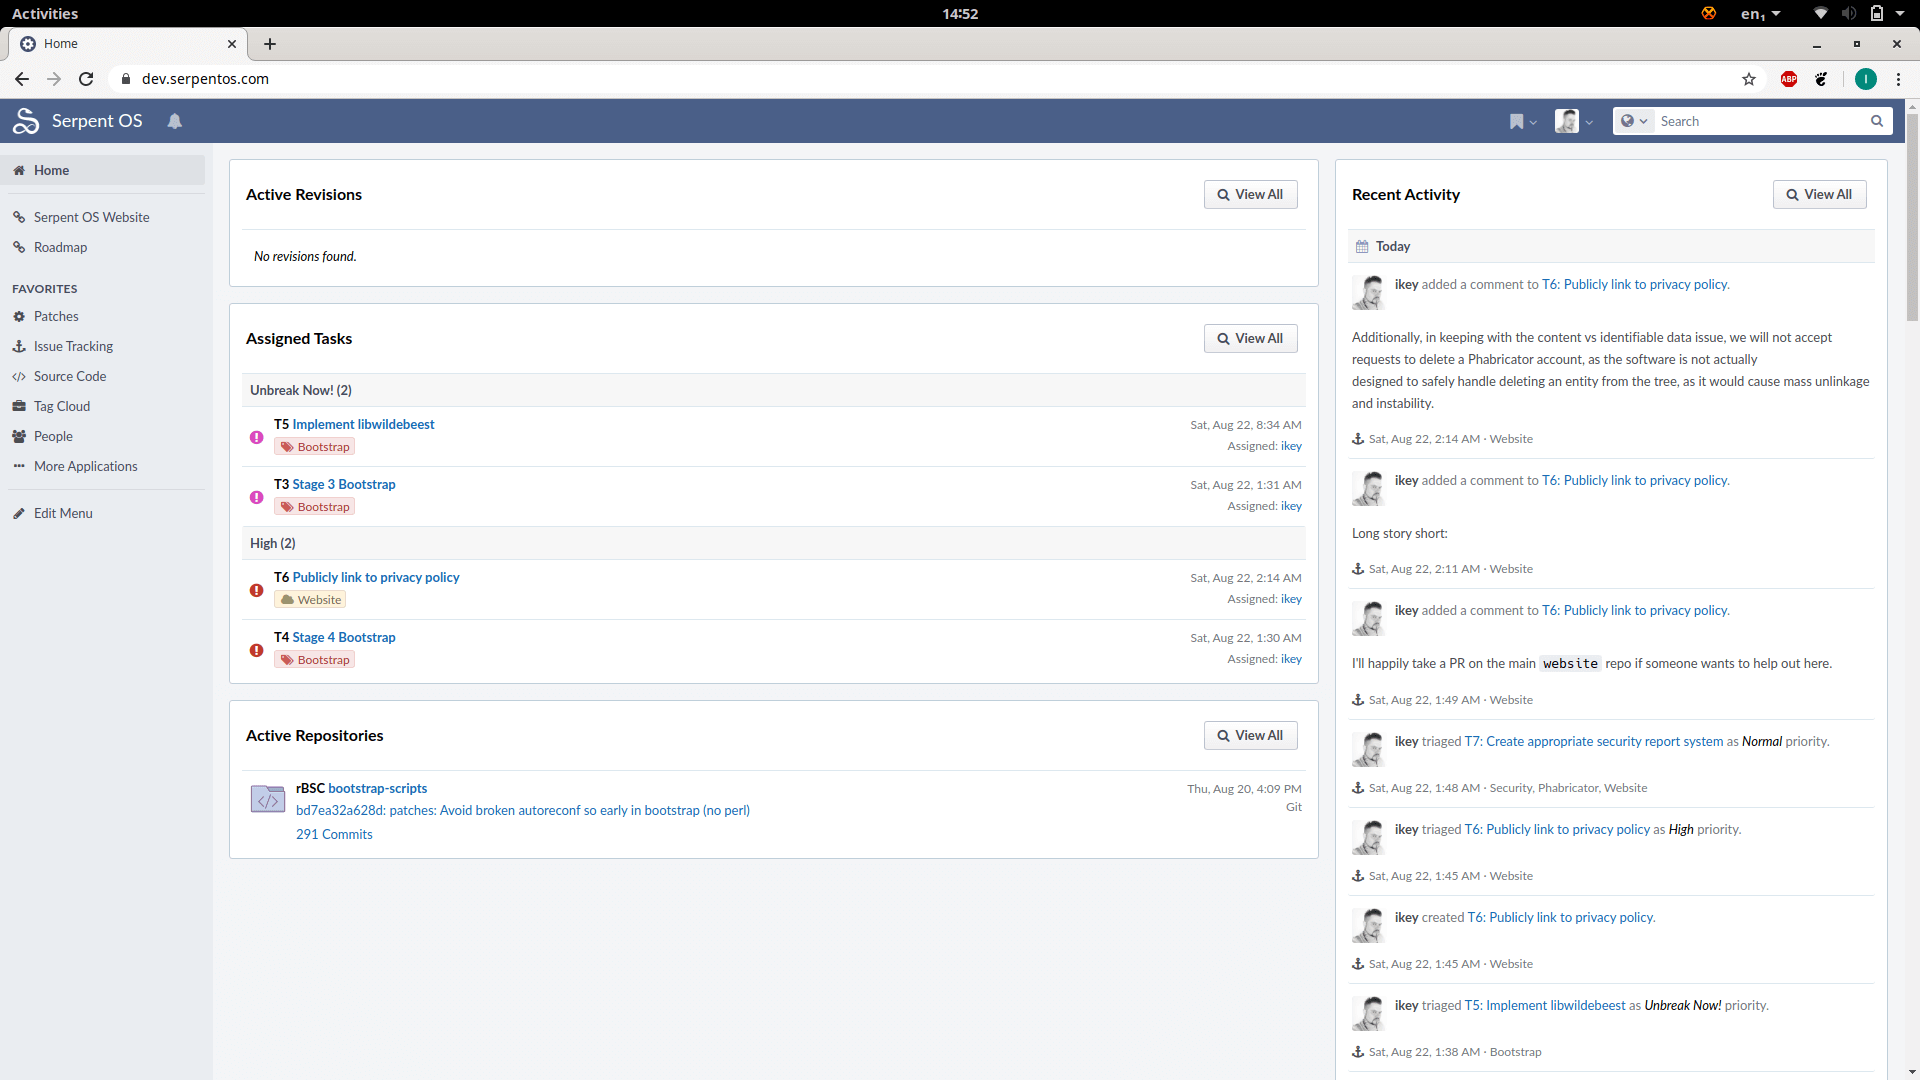 Activities
14:52
en₁
Home
dev.serpentos.com
ABP
I
Serpent OS
Search
Home
Serpent OS Website
Roadmap
FAVORITES
Patches
Issue Tracking
Source Code
Tag Cloud
People
More Applications
Edit Menu
Active Revisions
View All
No revisions found.
Assigned Tasks
View All
Unbreak Now! (2)
T5 Implement libwildebeest
Sat, Aug 22, 8:34 AM
Bootstrap
Assigned: ikey
T3 Stage 3 Bootstrap
Sat, Aug 22, 1:31 AM
Bootstrap
Assigned: ikey
High (2)
T6 Publicly link to privacy policy
Sat, Aug 22, 2:14 AM
Website
Assigned: ikey
T4 Stage 4 Bootstrap
Sat, Aug 22, 1:30 AM
Bootstrap
Assigned: ikey
Active Repositories
View All
rBSC bootstrap-scripts
Thu, Aug 20, 4:09 PM
bd7ea32a628d: patches: Avoid broken autoreconf so early in bootstrap (no perl)
Git
291 Commits
Recent Activity
View All
Today
ikey added a comment to T6: Publicly link to privacy policy.
Additionally, in keeping with the content vs identifiable data issue, we will not accept
requests to delete a Phabricator account, as the software is not actually
designed to safely handle deleting an entity from the tree, as it would cause mass unlinkage
and instability.
Sat, Aug 22, 2:14 AM · Website
ikey added a comment to T6: Publicly link to privacy policy.
Long story short:
Sat, Aug 22, 2:11 AM · Website
ikey added a comment to T6: Publicly link to privacy policy.
I'll happily take a PR on the main website repo if someone wants to help out here.
Sat, Aug 22, 1:49 AM · Website
ikey triaged T7: Create appropriate security report system as Normal priority.
Sat, Aug 22, 1:48 AM · Security, Phabricator, Website
ikey triaged T6: Publicly link to privacy policy as High priority.
Sat, Aug 22, 1:45 AM · Website
ikey created T6: Publicly link to privacy policy.
Sat, Aug 22, 1:45 AM · Website
ikey triaged T5: Implement libwildebeest as Unbreak Now! priority.
Sat, Aug 22, 1:38 AM · Bootstrap